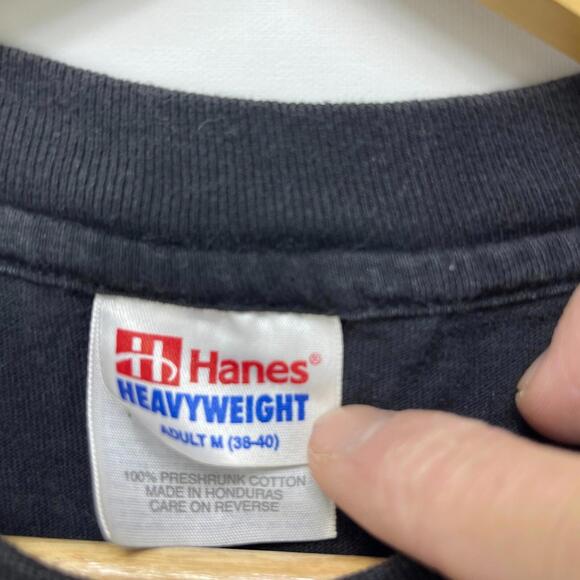 Hanes®
HEAVYWEIGHT
ADULT M (38-40)
100% PRESHRUNK COTTON
MADE IN HONDURAS
CARE ON REVERSE